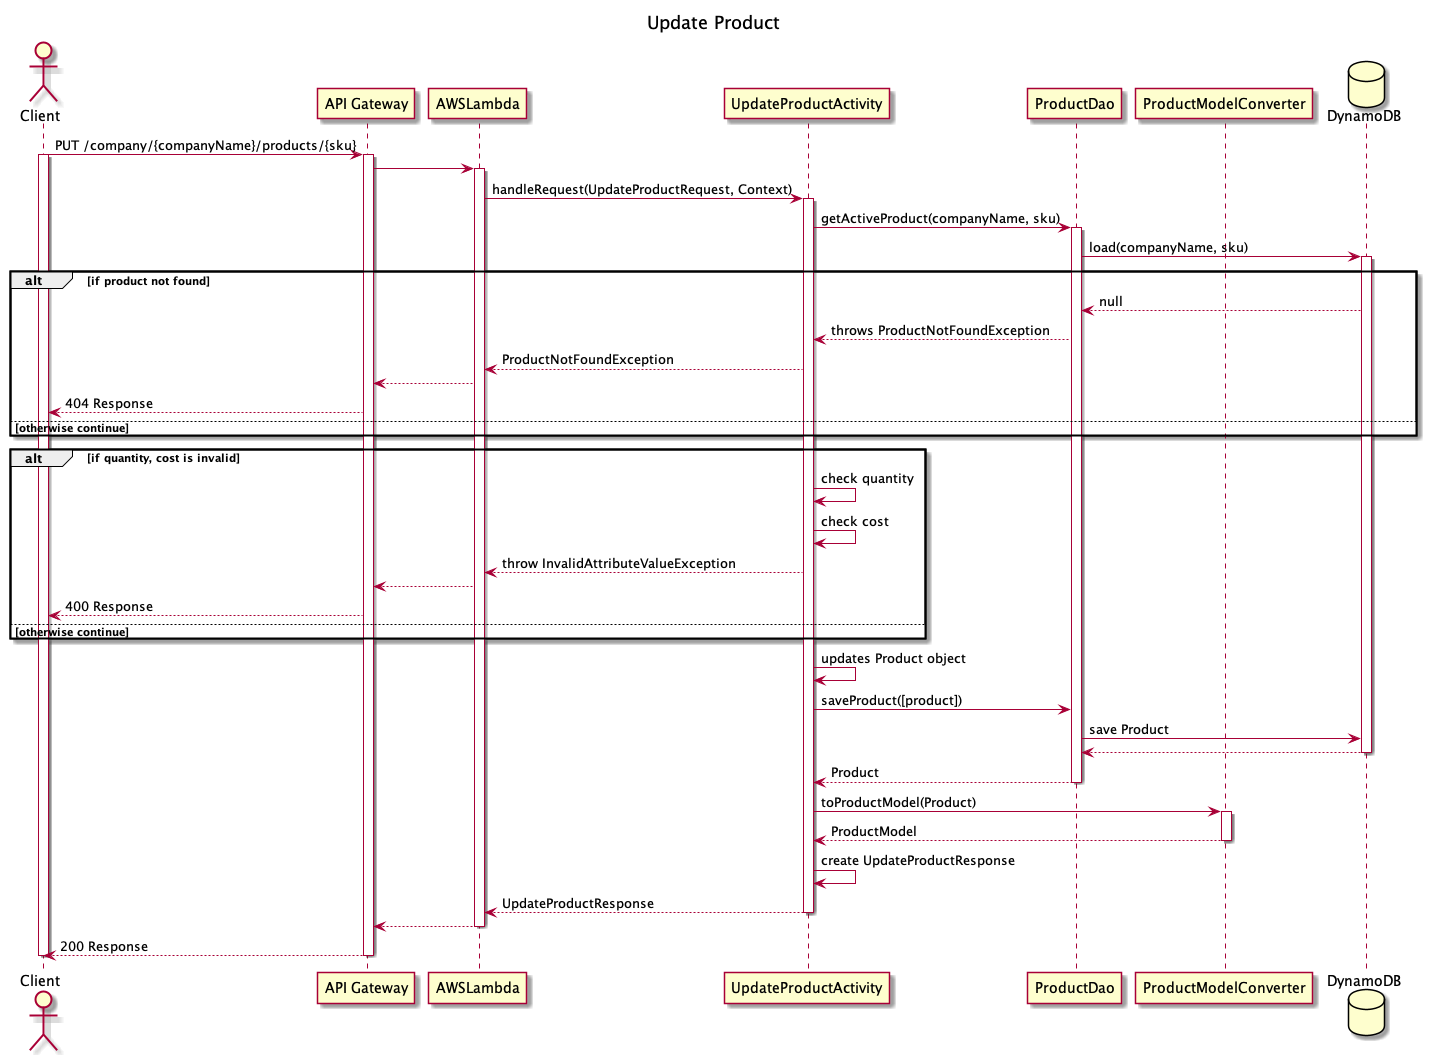 Update Product
Client
API Gateway
AWSLambda
UpdateProductActivity
ProductDao
ProductModelConverter
DynamoDB
PUT /company/{companyName}/products/{sku}
handleRequest(UpdateProductRequest, Context)
getActiveProduct(companyName, sku)
load(companyName, sku)
alt [if product not found]
null
throws ProductNotFoundException
ProductNotFoundException
404 Response
[otherwise continue]
alt [if quantity, cost is invalid]
check quantity
check cost
throw InvalidAttributeValueException
400 Response
[otherwise continue]
updates Product object
saveProduct([product])
save Product
Product
toProductModel(Product)
ProductModel
create UpdateProductResponse
UpdateProductResponse
200 Response
Client
API Gateway
AWSLambda
UpdateProductActivity
ProductDao
ProductModelConverter
DynamoDB